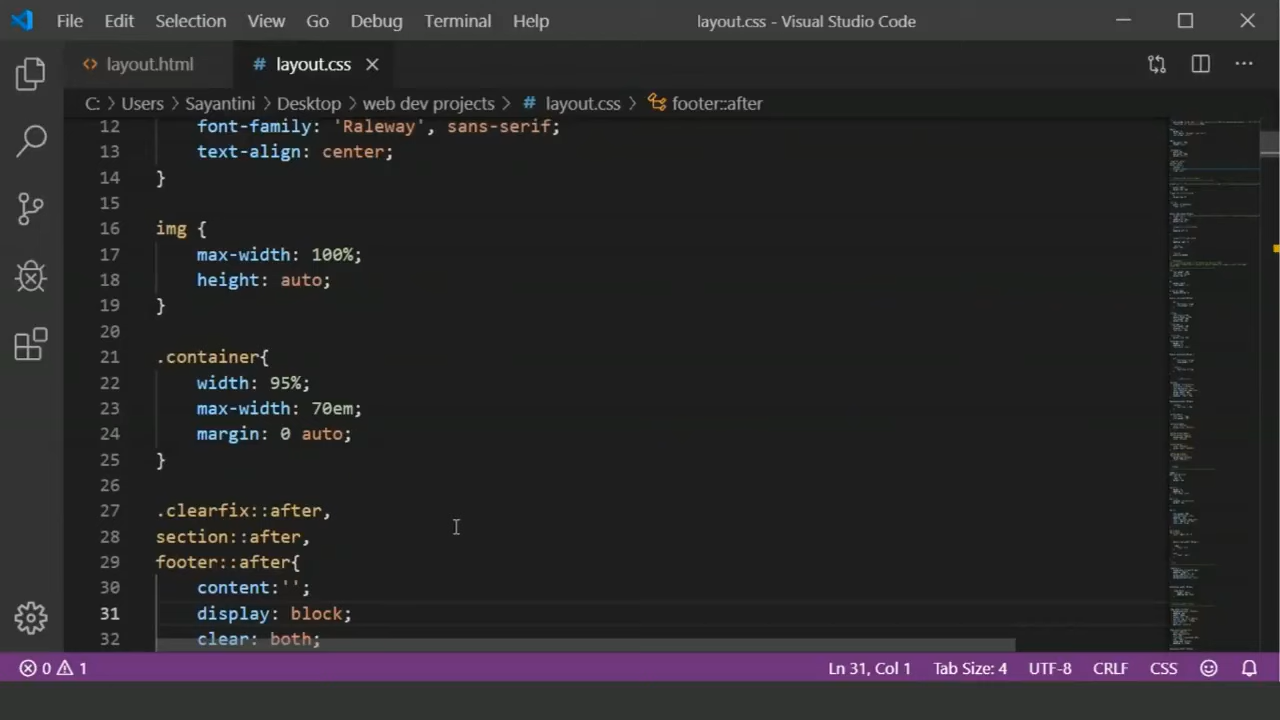 File Edit Selection View Go Debug Terminal Help layout.css - Visual Studio Code
layout.html layout.css
C: > Users > Sayantini > Desktop > web dev projects > # layout.css > footer::after
12 font-family: 'Raleway', sans-serif;
13 text-align: center;
14 }
15
16 img {
17 max-width: 100%;
18 height: auto;
19 }
20
21 .container{
22 width: 95%;
23 max-width: 70em;
24 margin: 0 auto;
25 }
26
27 .clearfix::after,
28 section::after,
29 footer::after{
30 content:'';
31 display: block;
32 clear: both;
0 1 Ln 31, Col 1 Tab Size: 4 UTF-8 CRLF CSS